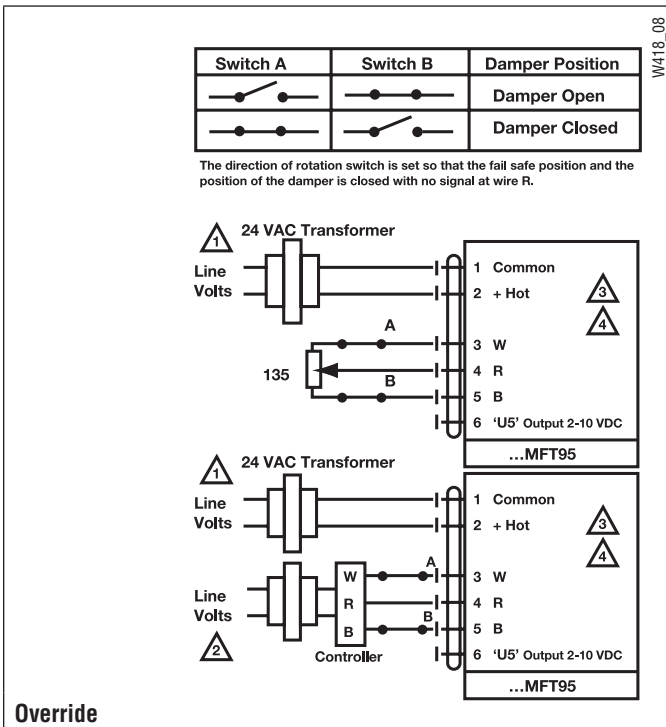 W418_08
Switch A Switch B Damper Position
Damper Open
Damper Closed
The direction of rotation switch is set so that the fail safe position and the
position of the damper is closed with no signal at wire R.
1 24 VAC Transformer
Line
Volts
1 Common
2 + Hot
3
4
A
3 W
135
4 R
B
5 B
6 'U5' Output 2-10 VDC
...MFT95
1 24 VAC Transformer
Line
Volts
1 Common
2 + Hot
3
4
Line
Volts
2
W
R
B
Controller
A
3 W
4 R
B
5 B
6 'U5' Output 2-10 VDC
...MFT95
Override